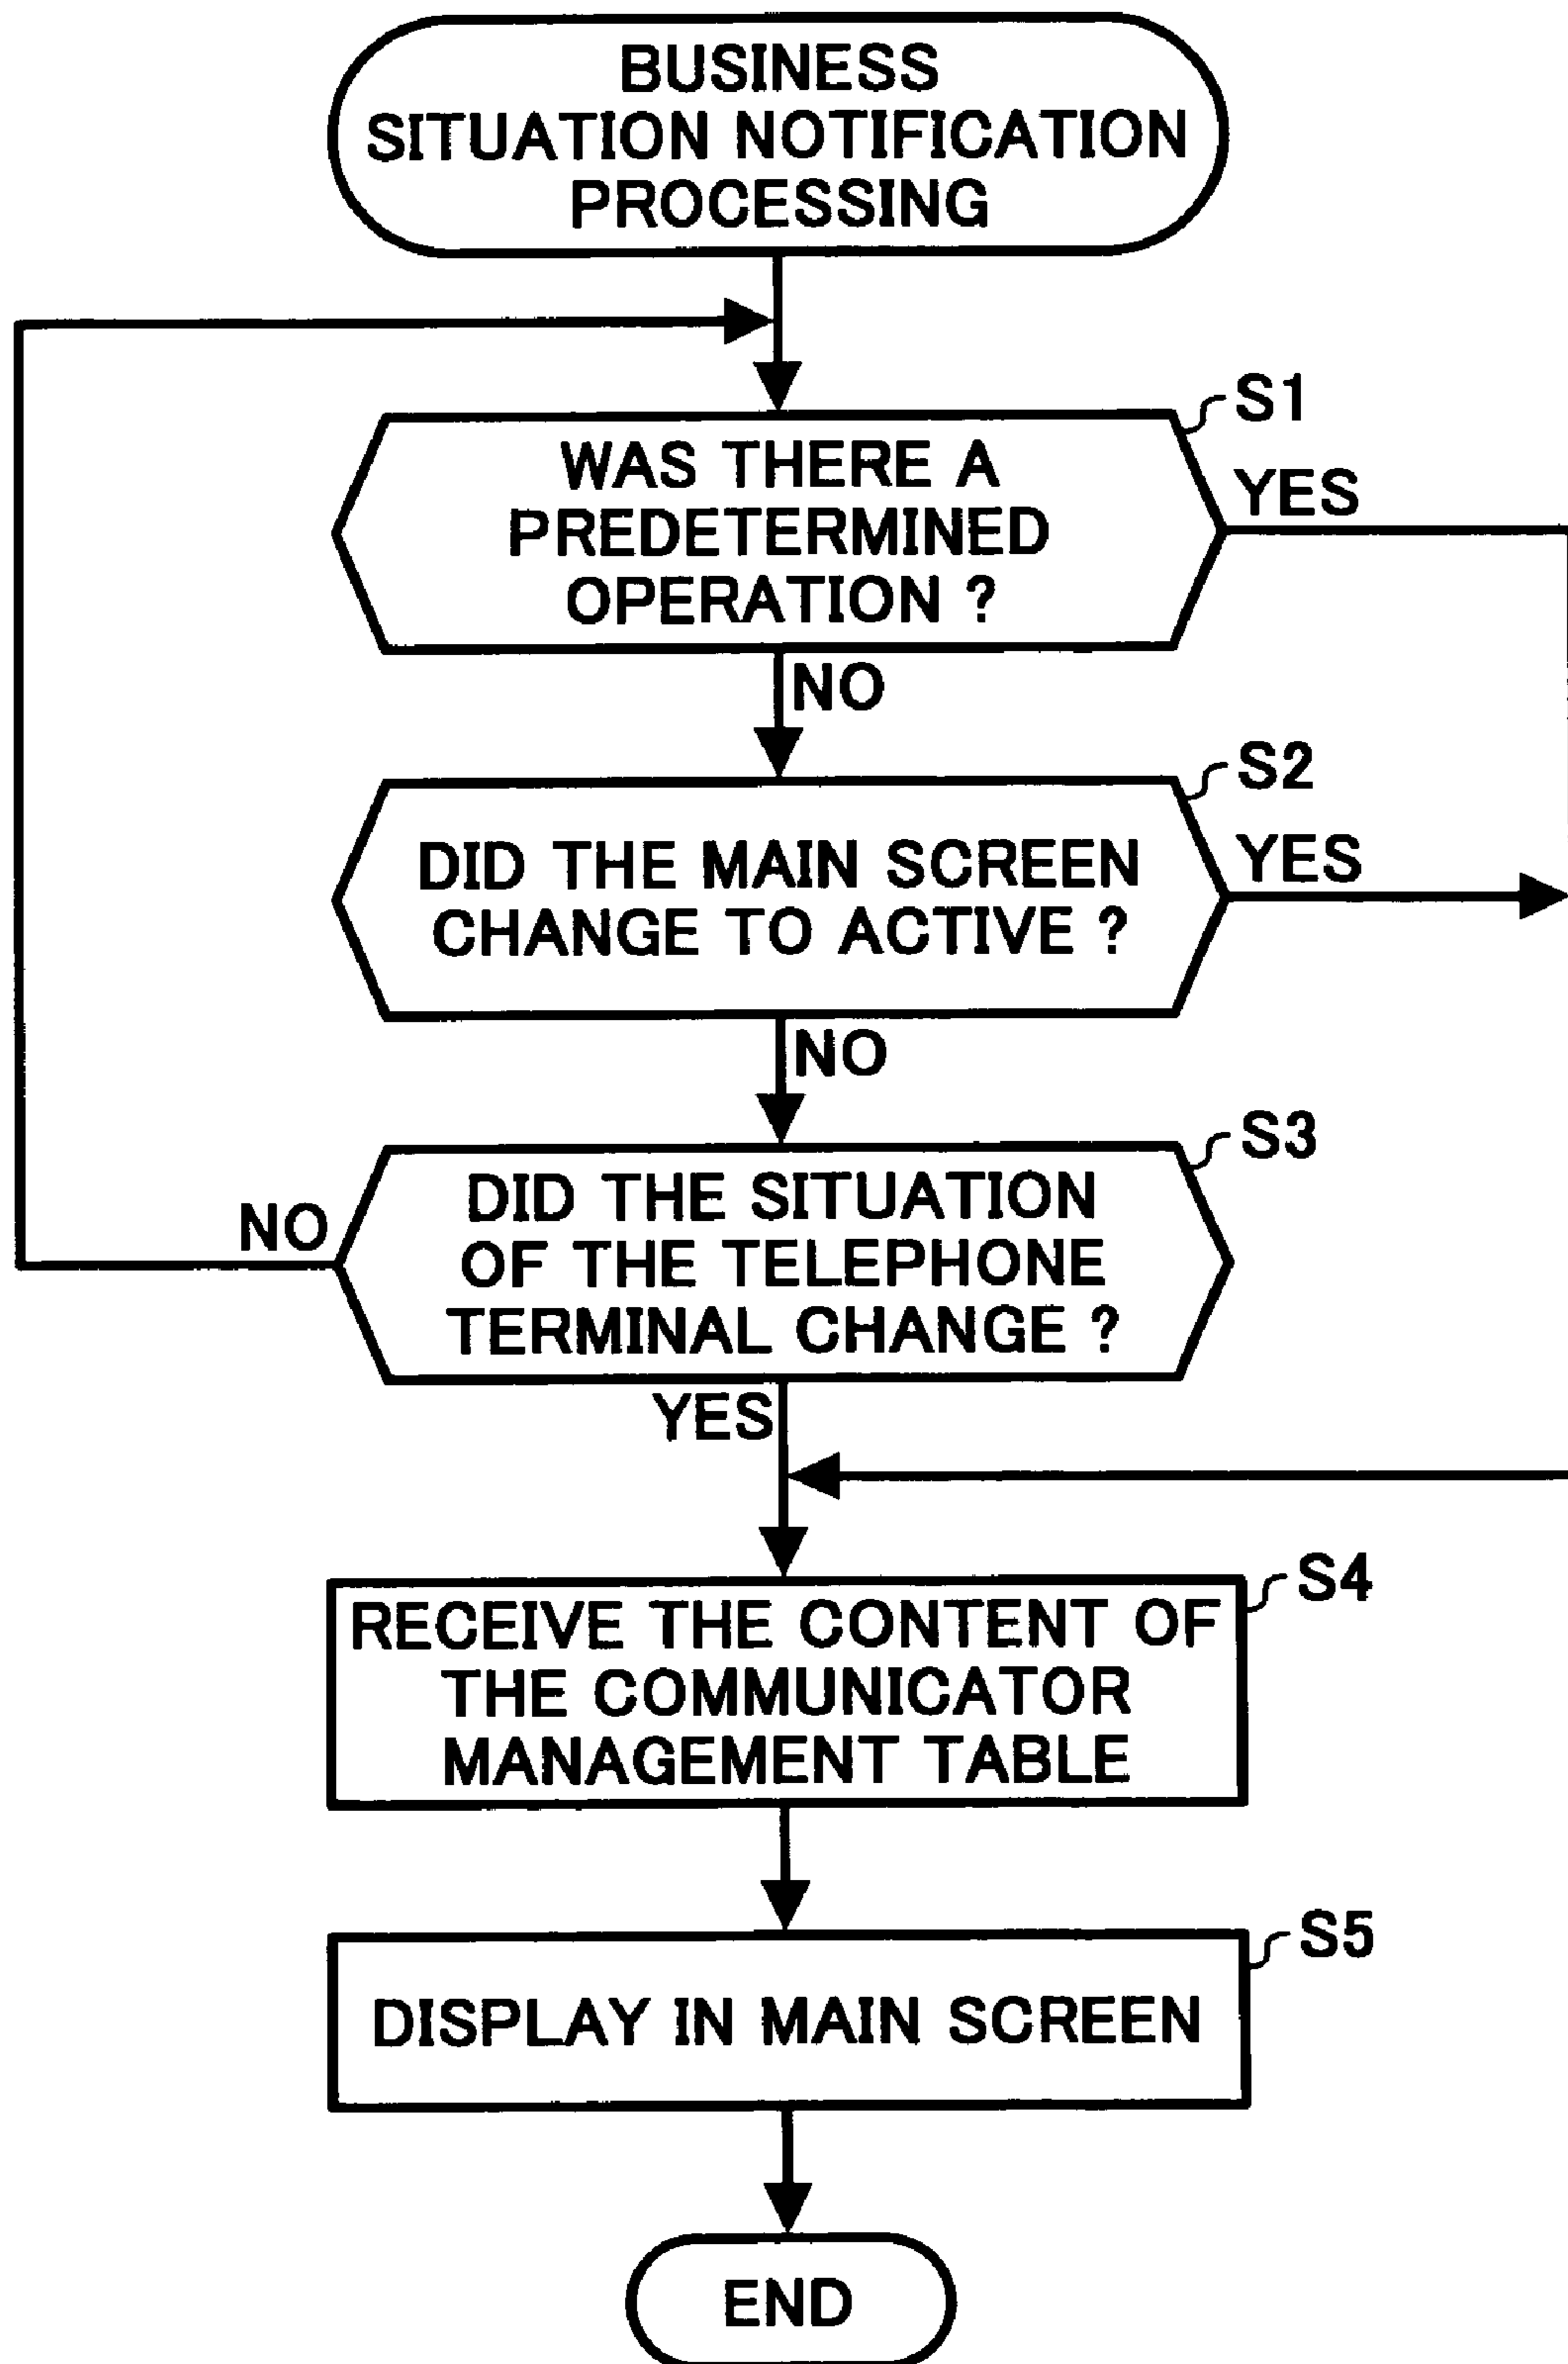 BUSINESS
SITUATION NOTIFICATION
PROCESSING
S1
WAS THERE A
PREDETERMINED
OPERATION ?
YES
NO
S2
DID THE MAIN SCREEN
CHANGE TO ACTIVE ?
YES
NO
S3
DID THE SITUATION
OF THE TELEPHONE
TERMINAL CHANGE ?
NO
YES
S4
RECEIVE THE CONTENT OF
THE COMMUNICATOR
MANAGEMENT TABLE
S5
DISPLAY IN MAIN SCREEN
END